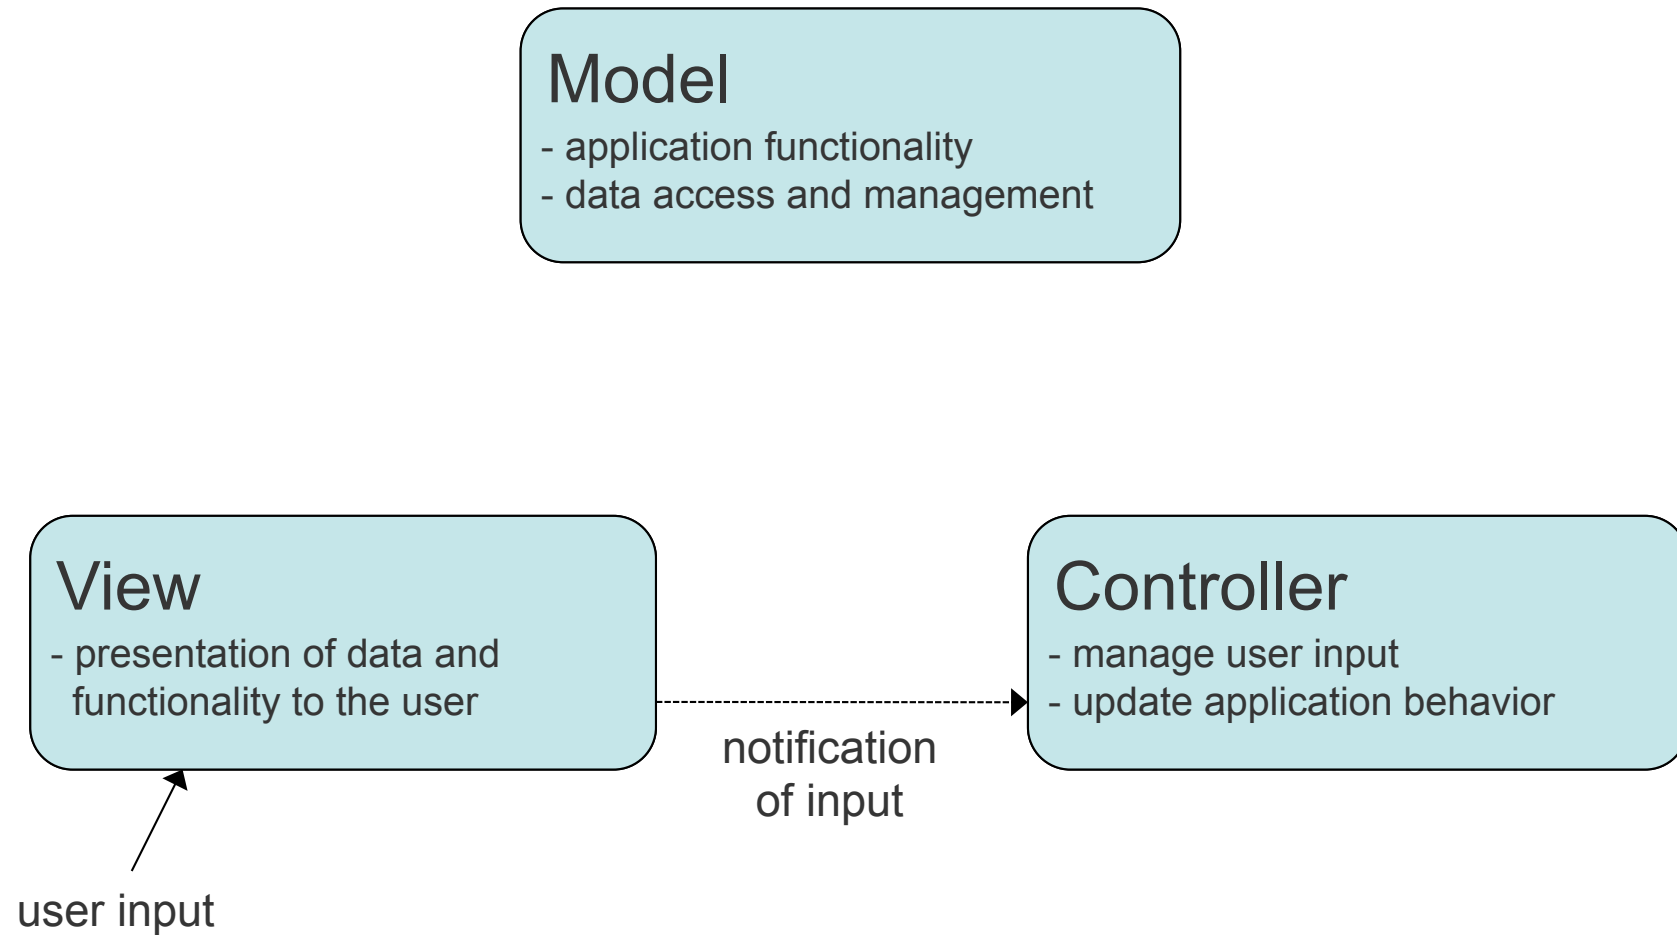 Model
- application functionality
- data access and management
View
- presentation of data and
functionality to the user
Controller
- manage user input
- update application behavior
notification
of input
user input